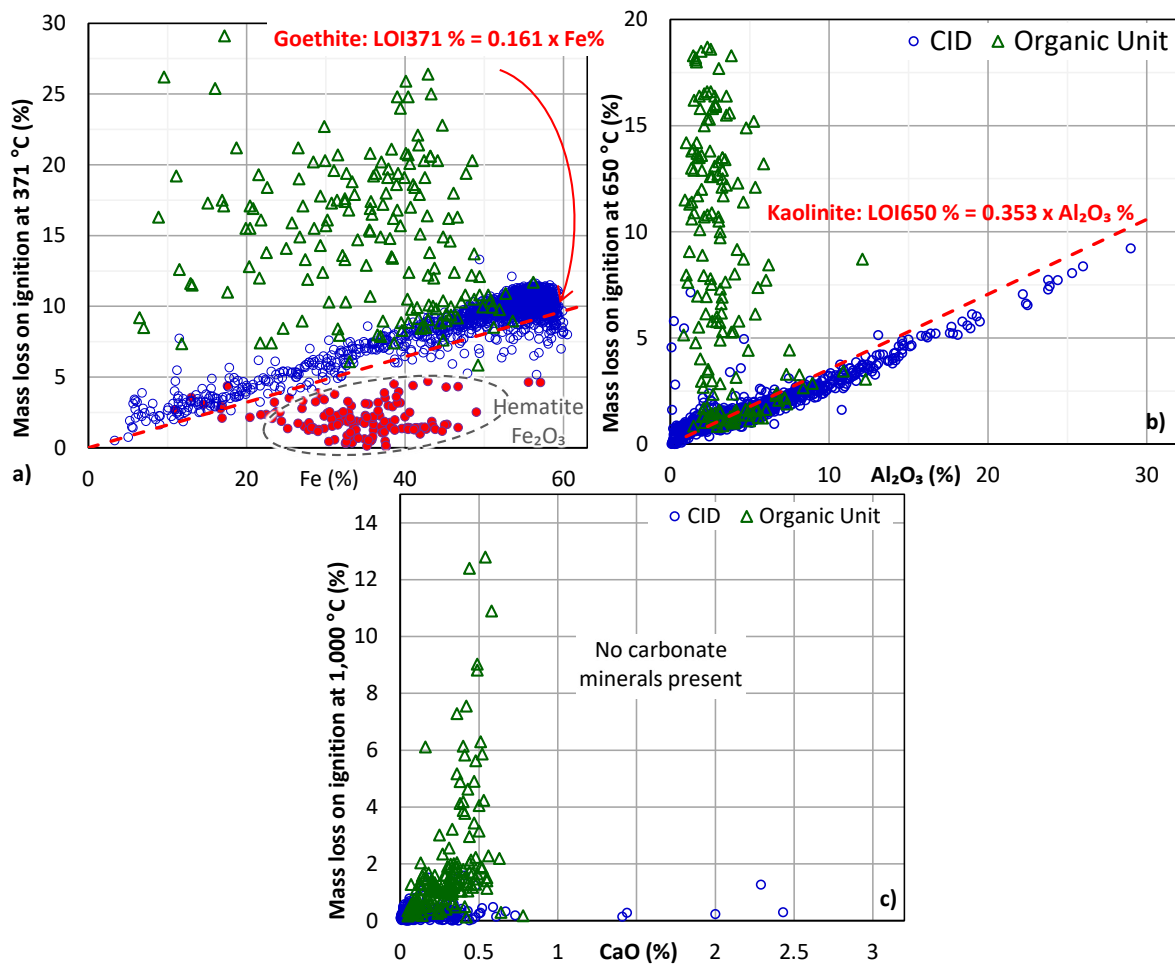 Mass loss on ignition at 371 °C (%)
30
25
20
15
10
5
0
Goethite: LOI371 % = 0.161 x Fe%
Hematite
Fe₂O₃
a)
0
20
40
60
Fe (%)
Mass loss on ignition at 650 °C (%)
20
15
10
5
0
CID
Organic Unit
Kaolinite: LOI650 % = 0.353 x Al₂O₃ %
b)
0
10
20
30
Al₂O₃ (%)
Mass loss on ignition at 1,000 °C (%)
14
12
10
8
6
4
2
0
CID
Organic Unit
No carbonate
minerals present
c)
0
0.5
1
1.5
2
2.5
3
CaO (%)